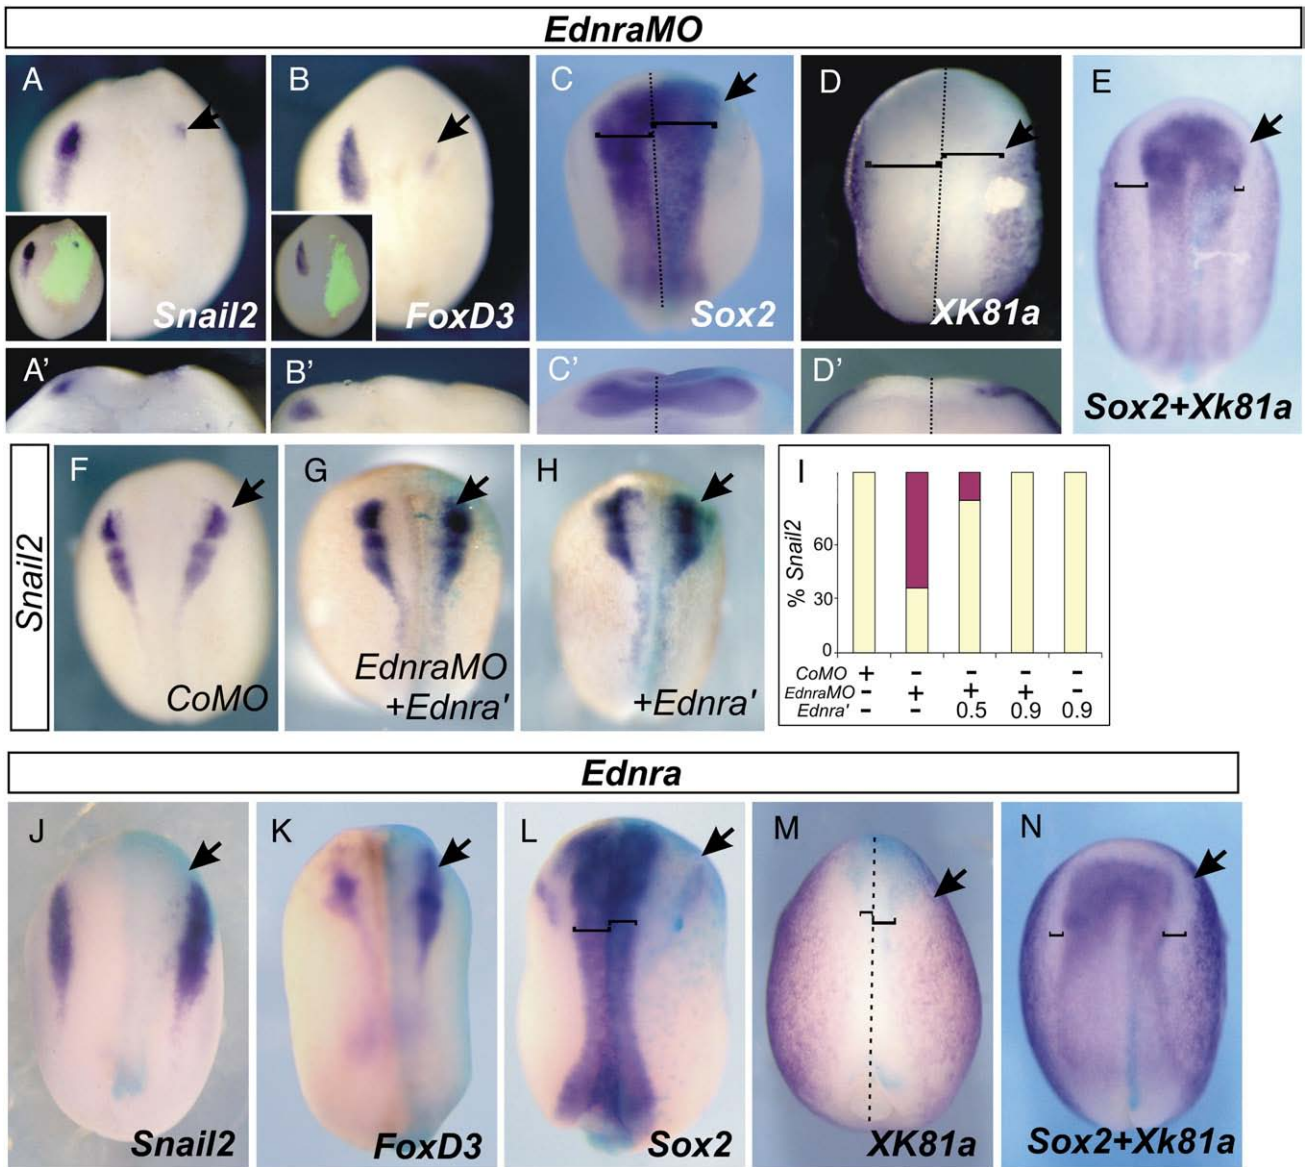 EdnraMO
A
B
C
D
E
Snail2
FoxD3
Sox2
XK81a
A'
B'
C'
D'
Sox2+Xk81a
Snail2
F
G
H
I
CoMO
EdnraMO
+Ednra'
+Ednra'
% Snail2
60
30
0
CoMO + - - - -
EdnraMO - + + + -
Ednra' - - 0.5 0.9 0.9
Ednra
J
K
L
M
N
Snail2
FoxD3
Sox2
XK81a
Sox2+Xk81a